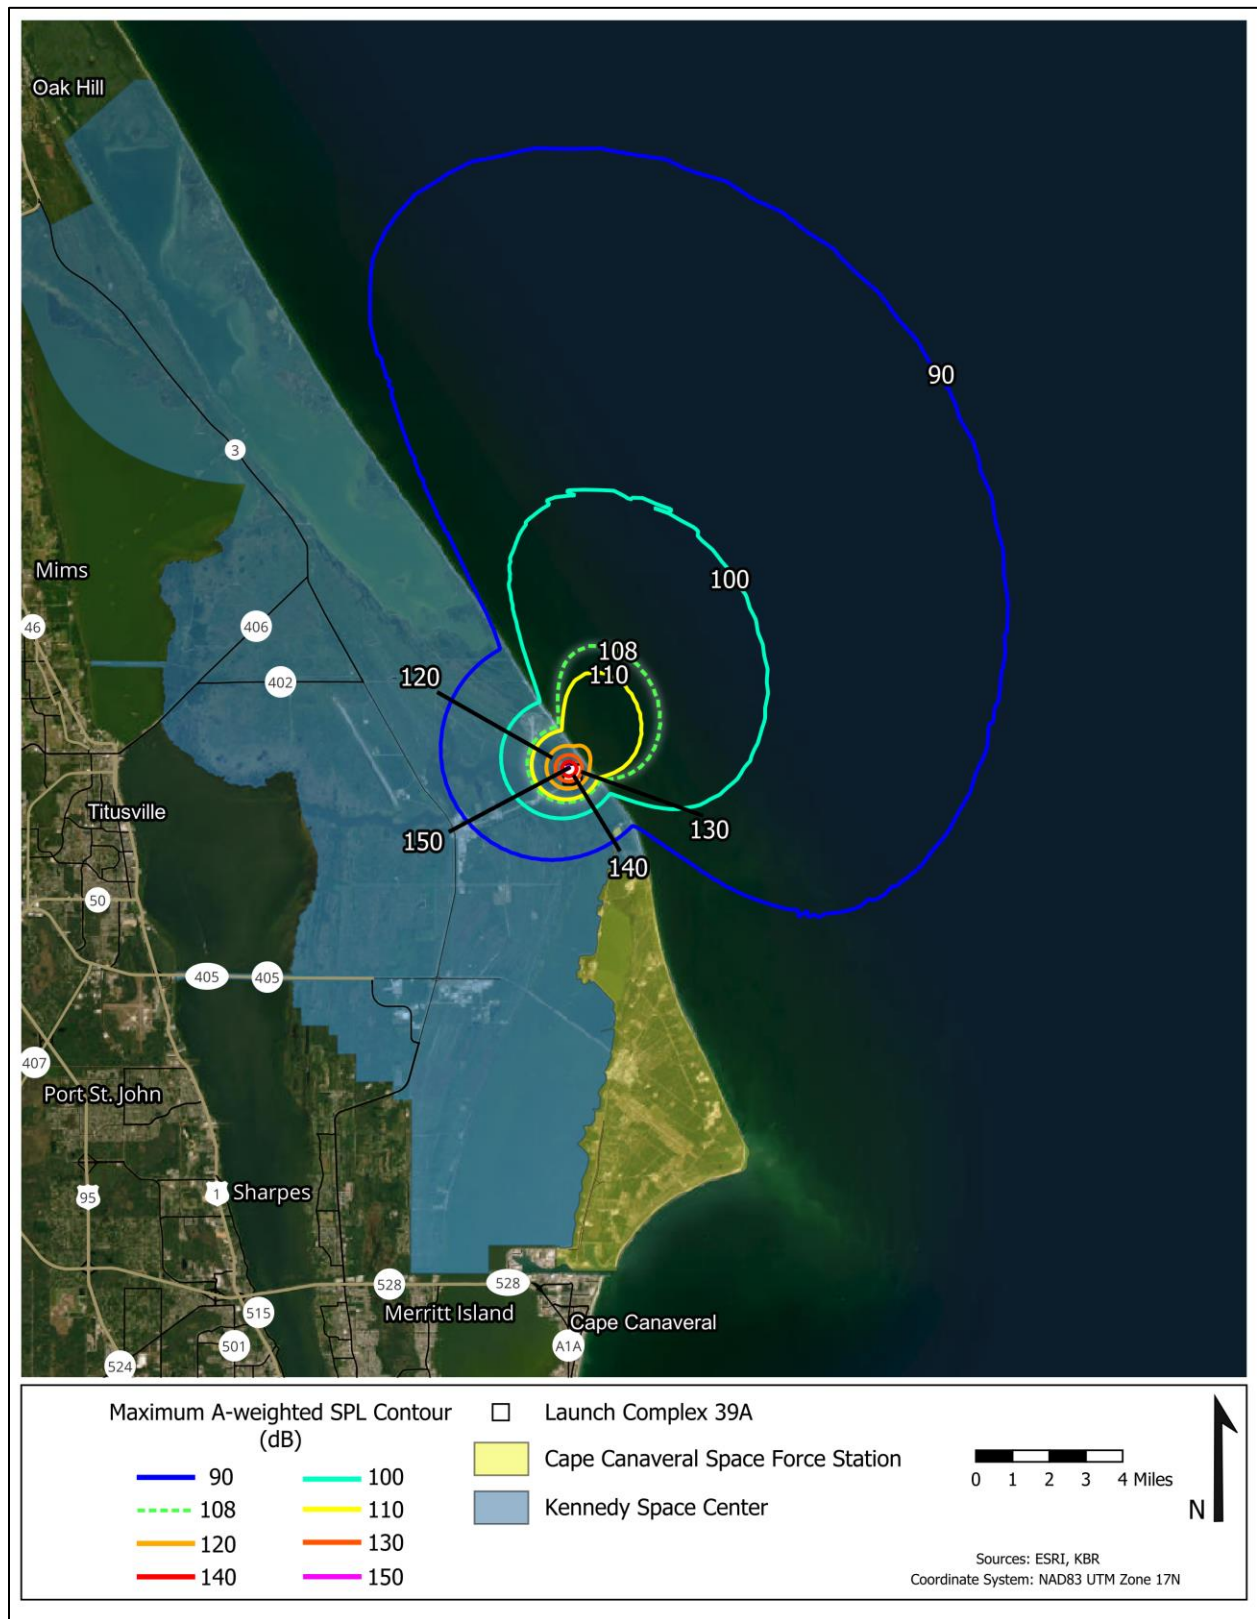 Oak Hill
90
3
100
Mims
46
406
108
110
120
402
Titusville
150
130
140
50
405
405
407
Port St. John
95
1
Sharpes
528
528
515
Merritt Island
Cape Canaveral
501
A1A
524
Maximum A-weighted SPL Contour
(dB)
90
100
108
110
120
130
140
150
Launch Complex 39A
Cape Canaveral Space Force Station
Kennedy Space Center
0 1 2 3 4 Miles
N
Sources: ESRI, KBR
Coordinate System: NAD83 UTM Zone 17N